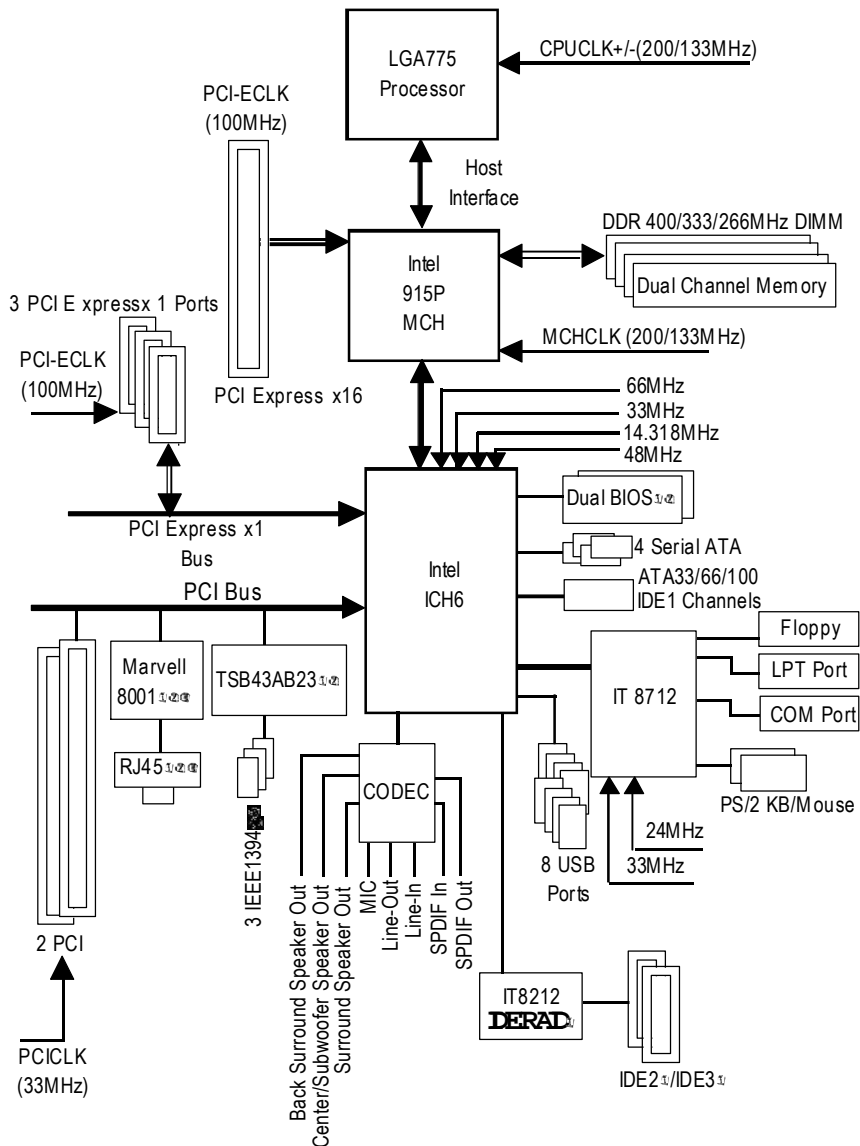 LGA775
Processor
CPUCLK+/-(200/133MHz)
PCI-ECLK
(100MHz)
Host
Interface
DDR 400/333/266MHz DIMM
Dual Channel Memory
Intel
915P
MCH
3 PCI E xpressx 1 Ports
PCI-ECLK
(100MHz)
MCHCLK (200/133MHz)
PCI Express x16
66MHz
33MHz
14.318MHz
48MHz
Dual BIOS
PCI Express x1
Bus
4 Serial ATA
Intel
ICH6
ATA33/66/100
IDE1 Channels
PCI Bus
Floppy
LPT Port
COM Port
PS/2 KB/Mouse
IT 8712
Marvell
8001
TSB43AB23
RJ45
CODEC
24MHz
33MHz
8 USB
Ports
3 IEEE1394
Back Surround Speaker Out
Center/Subwoofer Speaker Out
Surround Speaker Out
MIC
Line-Out
Line-In
SPDIF In
SPDIF Out
2 PCI
PCICLK
(33MHz)
IT8212
IDE2 /IDE3